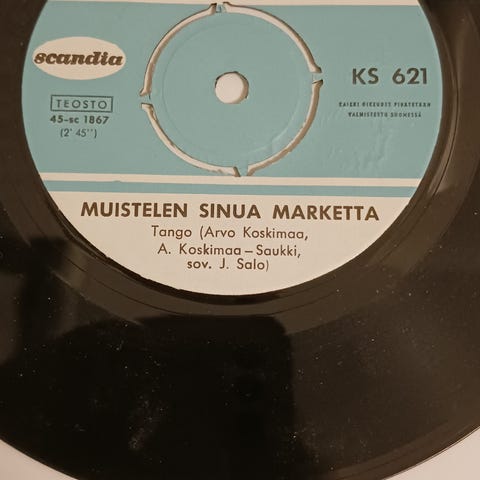 scandia
KS 621
TEOSTO
45-sc 1867
(2' 45'')
KAIKKI OIKEUDET PIDÄTETÄÄN
VALMISTETTU SUOMESSA
MUISTELEN SINUA MARKETTA
Tango (Arvo Koskimaa,
A. Koskimaa – Saukki,
sov. J. Salo)